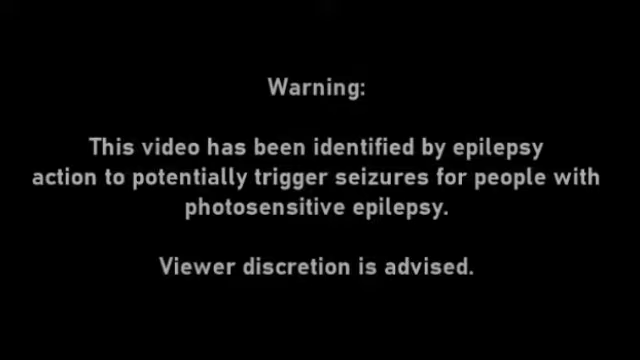 Warning:
This video has been identified by epilepsy
action to potentially trigger seizures for people with
photosensitive epilepsy.
Viewer discretion is advised.